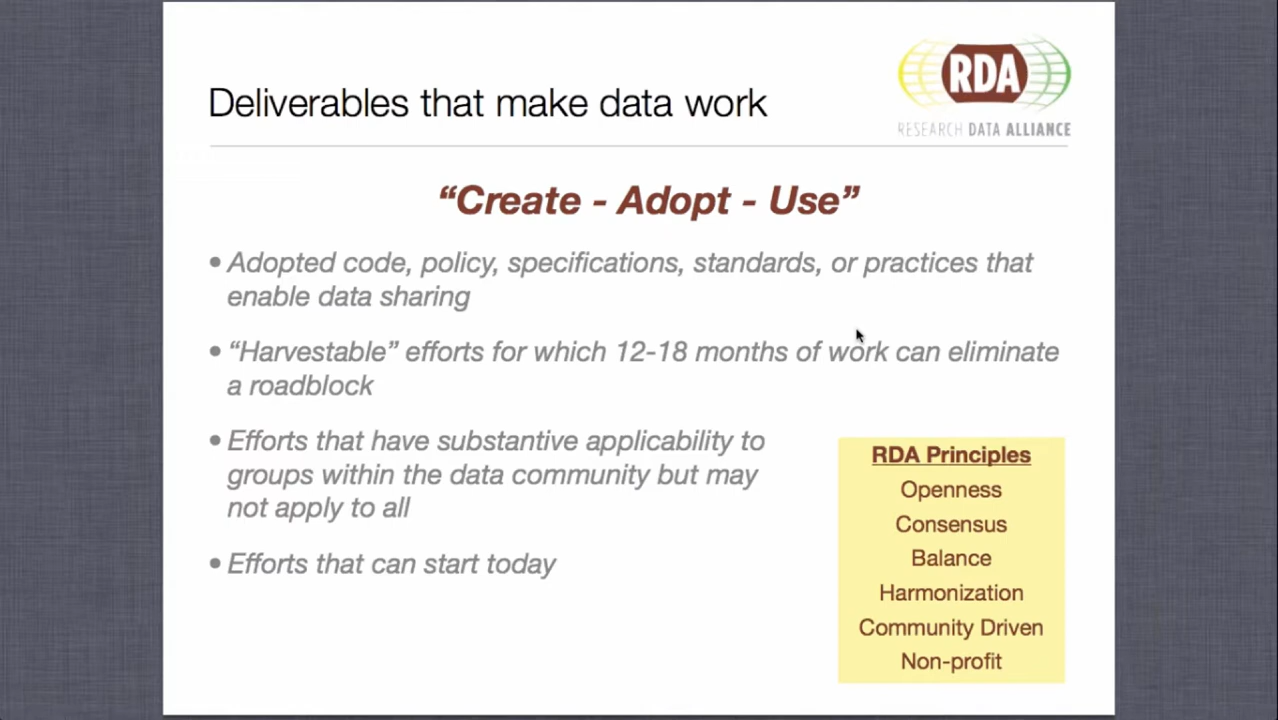 Deliverables that make data work
RDA
RESEARCH DATA ALLIANCE
“Create - Adopt - Use”
• Adopted code, policy, specifications, standards, or practices that
enable data sharing
• “Harvestable” efforts for which 12-18 months of work can eliminate
a roadblock
• Efforts that have substantive applicability to
groups within the data community but may
not apply to all
• Efforts that can start today
RDA Principles
Openness
Consensus
Balance
Harmonization
Community Driven
Non-profit